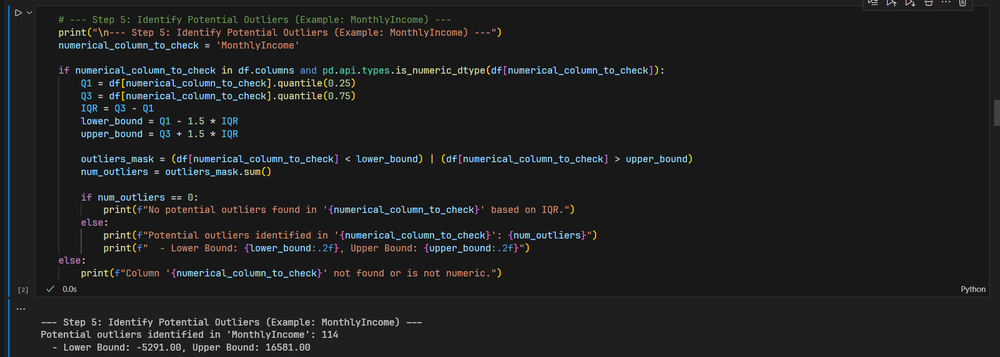 # --- Step 5: Identify Potential Outliers (Example: MonthlyIncome) ---
print("\n--- Step 5: Identify Potential Outliers (Example: MonthlyIncome) ---")
numerical_column_to_check = 'MonthlyIncome'

if numerical_column_to_check in df.columns and pd.api.types.is_numeric_dtype(df[numerical_column_to_check]):
    Q1 = df[numerical_column_to_check].quantile(0.25)
    Q3 = df[numerical_column_to_check].quantile(0.75)
    IQR = Q3 - Q1
    lower_bound = Q1 - 1.5 * IQR
    upper_bound = Q3 + 1.5 * IQR

    outliers_mask = (df[numerical_column_to_check] < lower_bound) | (df[numerical_column_to_check] > upper_bound)
    num_outliers = outliers_mask.sum()

    if num_outliers == 0:
        print(f"No potential outliers found in '{numerical_column_to_check}' based on IQR.")
    else:
        print(f"Potential outliers identified in '{numerical_column_to_check}': {num_outliers}")
        print(f"  - Lower Bound: {lower_bound:.2f}, Upper Bound: {upper_bound:.2f}")
else:
    print(f"Column '{numerical_column_to_check}' not found or is not numeric.")
[2] 0.0s Python
--- Step 5: Identify Potential Outliers (Example: MonthlyIncome) ---
Potential outliers identified in 'MonthlyIncome': 114
  - Lower Bound: -5291.00, Upper Bound: 16581.00